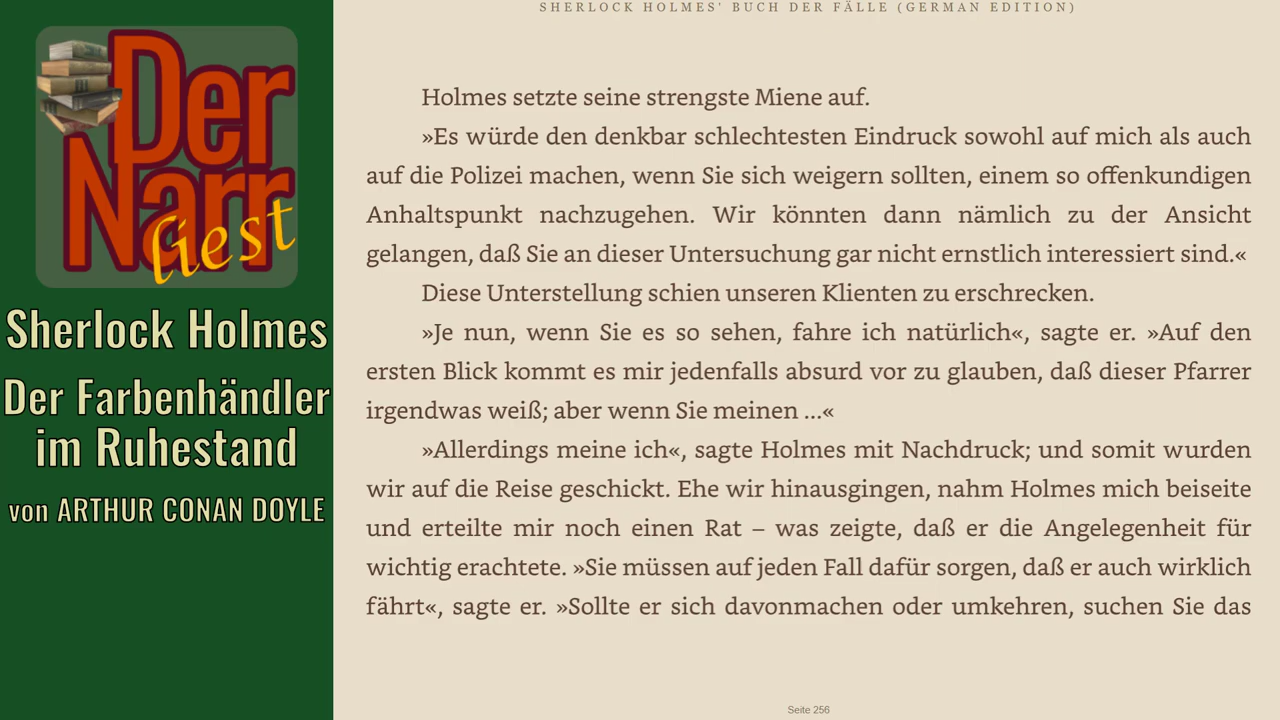 Der
Narr
liest
Sherlock Holmes
Der Farbenhändler
im Ruhestand
von ARTHUR CONAN DOYLE
SHERLOCK HOLMES' BUCH DER FÄLLE (GERMAN EDITION)
Holmes setzte seine strengste Miene auf.
»Es würde den denkbar schlechtesten Eindruck sowohl auf mich als auch
auf die Polizei machen, wenn Sie sich weigern sollten, einem so offenkundigen
Anhaltspunkt nachzugehen. Wir könnten dann nämlich zu der Ansicht
gelangen, daß Sie an dieser Untersuchung gar nicht ernstlich interessiert sind.«
Diese Unterstellung schien unseren Klienten zu erschrecken.
»Je nun, wenn Sie es so sehen, fahre ich natürlich«, sagte er. »Auf den
ersten Blick kommt es mir jedenfalls absurd vor zu glauben, daß dieser Pfarrer
irgendwas weiß; aber wenn Sie meinen ...«
»Allerdings meine ich«, sagte Holmes mit Nachdruck; und somit wurden
wir auf die Reise geschickt. Ehe wir hinausgingen, nahm Holmes mich beiseite
und erteilte mir noch einen Rat – was zeigte, daß er die Angelegenheit für
wichtig erachtete. »Sie müssen auf jeden Fall dafür sorgen, daß er auch wirklich
fährt«, sagte er. »Sollte er sich davonmachen oder umkehren, suchen Sie das
Seite 256